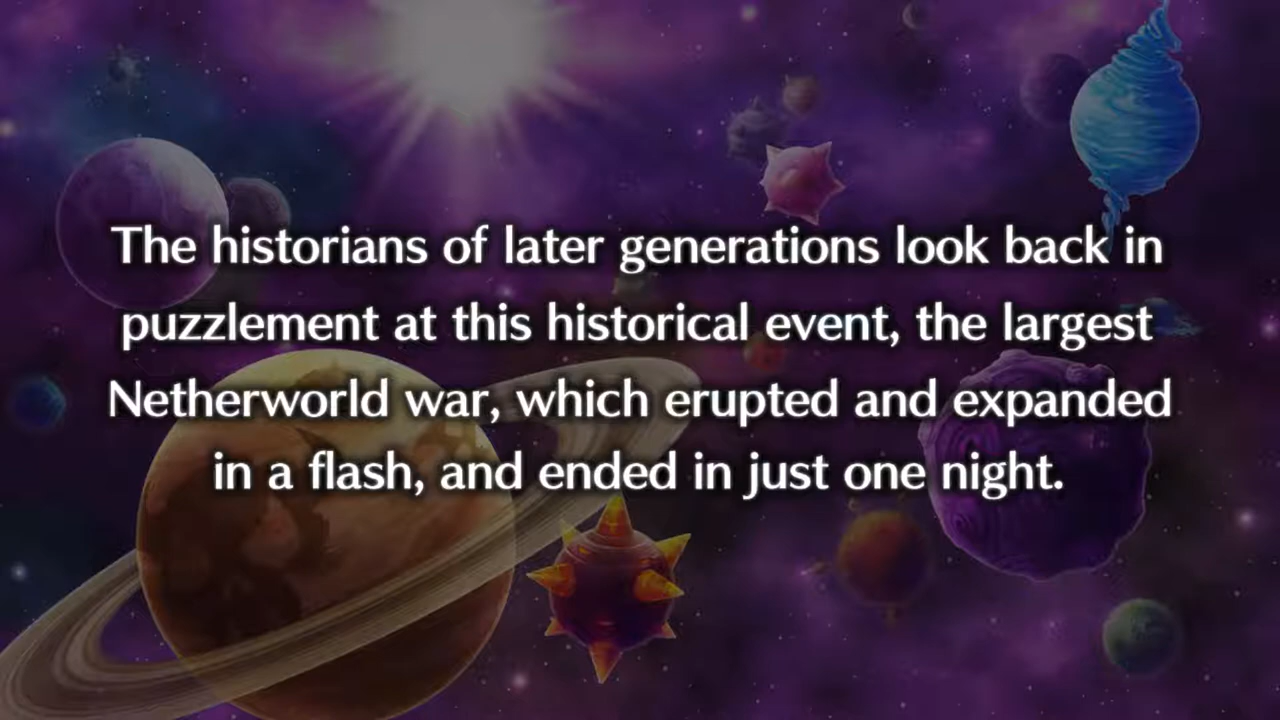 The historians of later generations look back in
puzzlement at this historical event, the largest
Netherworld war, which erupted and expanded
in a flash, and ended in just one night.